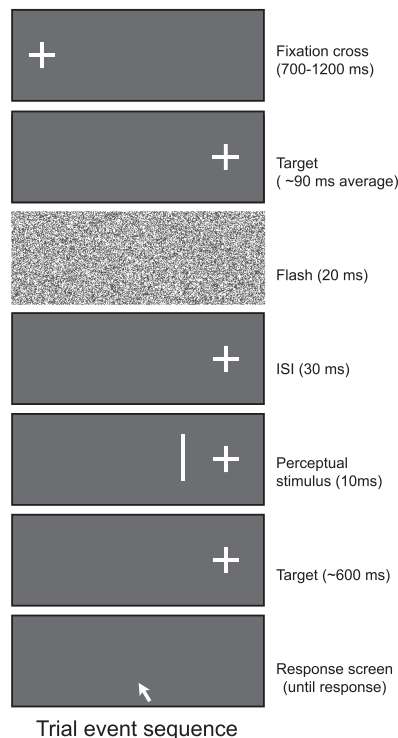 Fixation cross
(700-1200 ms)
Target
( ~90 ms average)
Flash (20 ms)
ISI (30 ms)
Perceptual
stimulus (10ms)
Target (~600 ms)
Response screen
(until response)
Trial event sequence